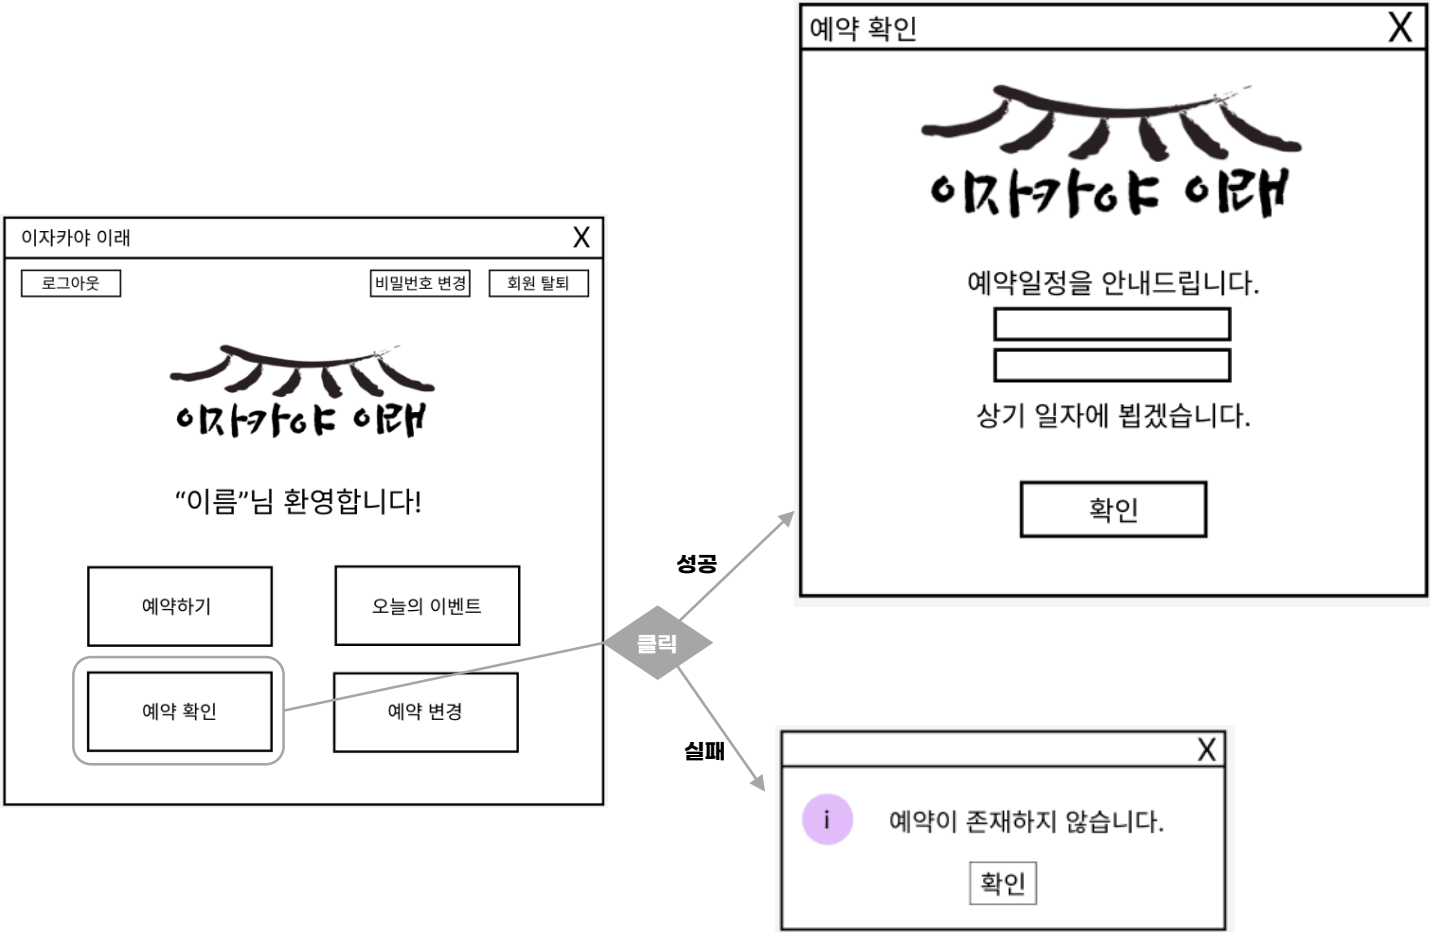 이자카야 이래
X
로그아웃
비밀번호 변경
회원 탈퇴
이자카야 이래
“이름”님 환영합니다!
예약하기
오늘의 이벤트
예약 확인
예약 변경
클릭
성공
실패
예약 확인
X
이자카야 이래
예약일정을 안내드립니다.
상기 일자에 뵙겠습니다.
확인
X
i
예약이 존재하지 않습니다.
확인